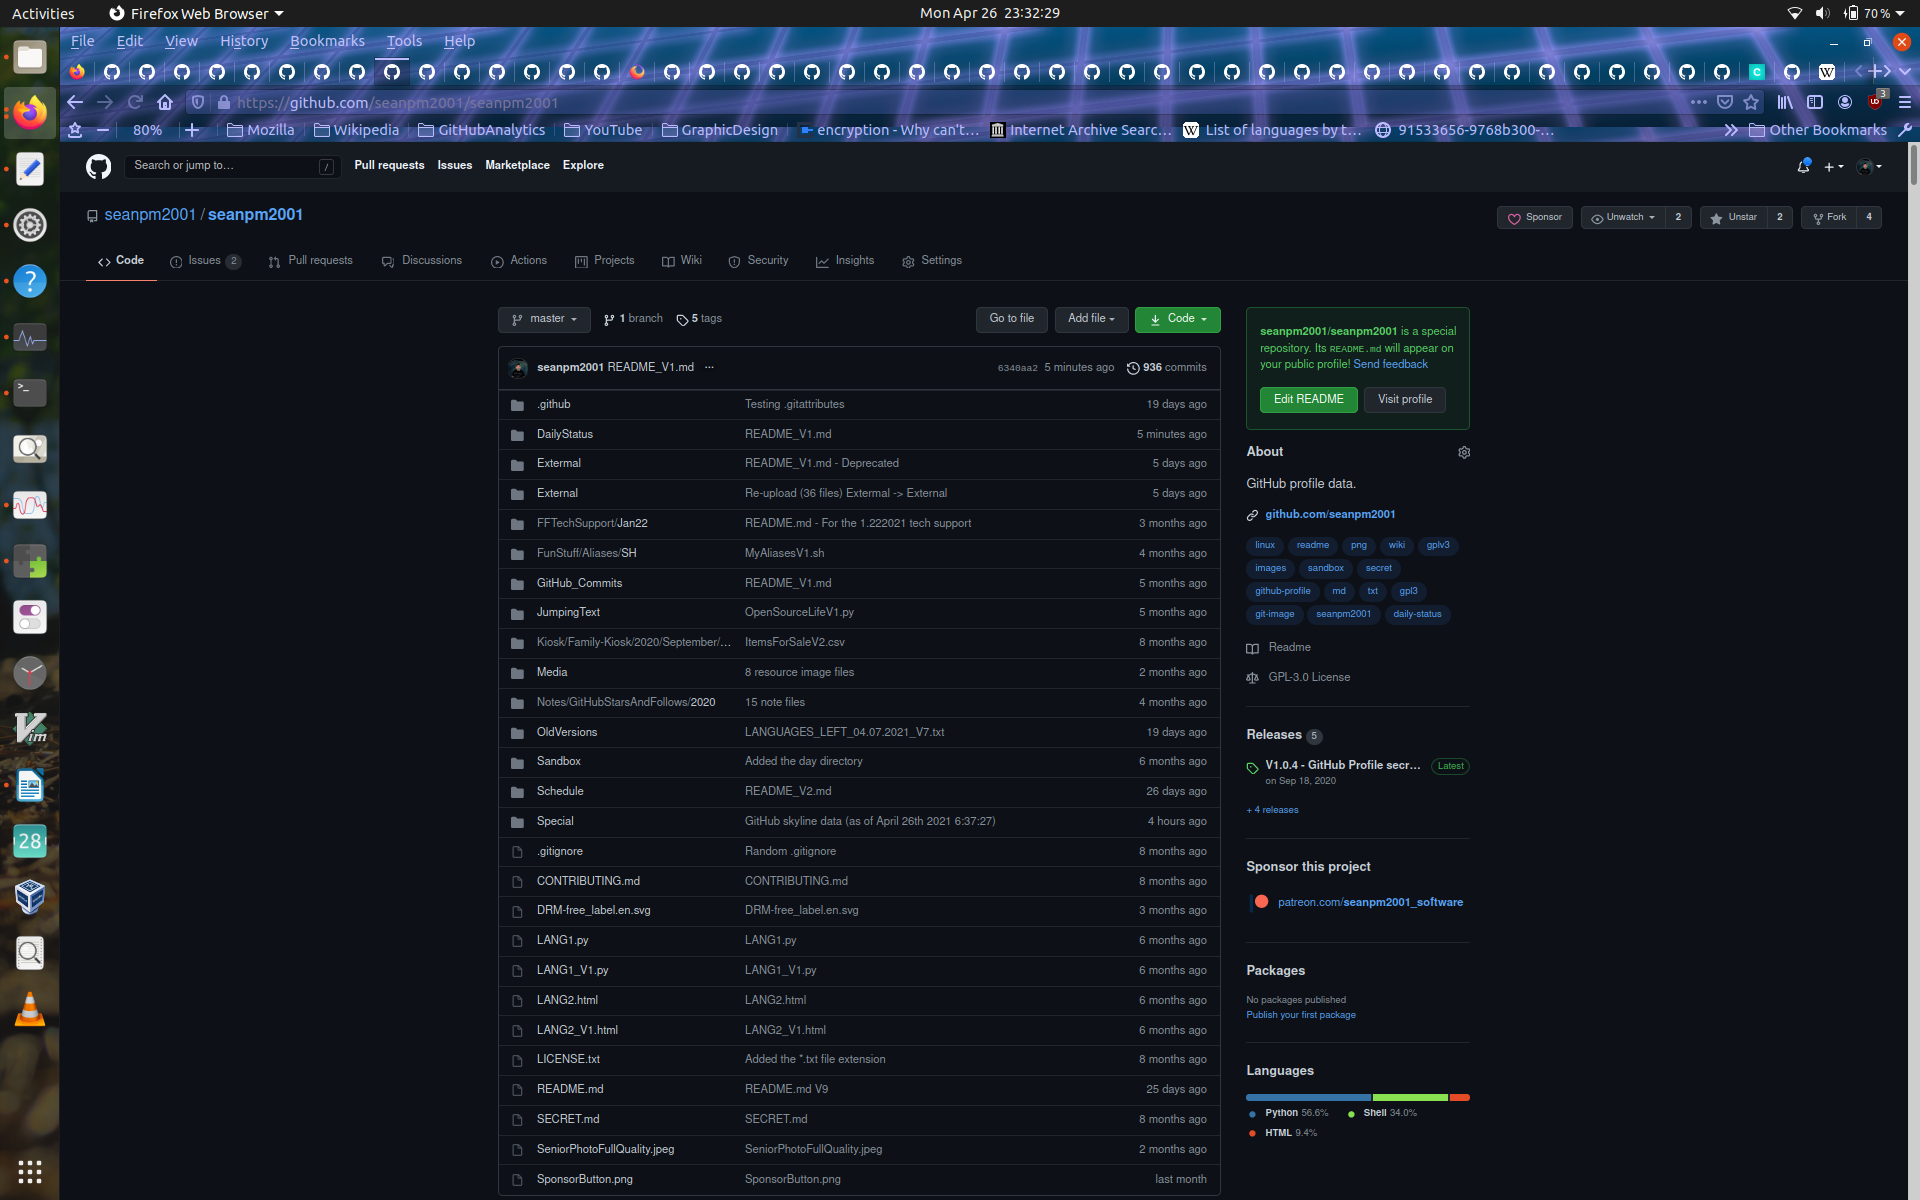 Activities Firefox Web Browser Mon Apr 26 23:32:29 70 %
File Edit View History Bookmarks Tools Help
https://github.com/seanpm2001/seanpm2001 3
80% Mozilla Wikipedia GitHubAnalytics YouTube GraphicDesign encryption - Why can't... Internet Archive Searc... List of languages by t... 91533656-9768b300-... Other Bookmarks
Search or jump to... / Pull requests Issues Marketplace Explore
seanpm2001 / seanpm2001 Sponsor Unwatch 2 Unstar 2 Fork 4
Code Issues 2 Pull requests Discussions Actions Projects Wiki Security Insights Settings
master 1 branch 5 tags Go to file Add file Code
seanpm2001 README_V1.md ... 6340aa2 5 minutes ago 936 commits
.github Testing .gitattributes 19 days ago
DailyStatus README_V1.md 5 minutes ago
Extermal README_V1.md - Deprecated 5 days ago
External Re-upload (36 files) Extermal -> External 5 days ago
FFTechSupport/Jan22 README.md - For the 1.222021 tech support 3 months ago
FunStuff/Aliases/SH MyAliasesV1.sh 4 months ago
GitHub_Commits README_V1.md 5 months ago
JumpingText OpenSourceLifeV1.py 5 months ago
Kiosk/Family-Kiosk/2020/September/... ItemsForSaleV2.csv 8 months ago
Media 8 resource image files 2 months ago
Notes/GitHubStarsAndFollows/2020 15 note files 4 months ago
OldVersions LANGUAGES_LEFT_04.07.2021_V7.txt 19 days ago
Sandbox Added the day directory 6 months ago
Schedule README_V2.md 26 days ago
Special GitHub skyline data (as of April 26th 2021 6:37:27) 4 hours ago
.gitignore Random .gitignore 8 months ago
CONTRIBUTING.md CONTRIBUTING.md 8 months ago
DRM-free_label.en.svg DRM-free_label.en.svg 3 months ago
LANG1.py LANG1.py 6 months ago
LANG1_V1.py LANG1_V1.py 6 months ago
LANG2.html LANG2.html 6 months ago
LANG2_V1.html LANG2_V1.html 6 months ago
LICENSE.txt Added the *.txt file extension 8 months ago
README.md README.md V9 25 days ago
SECRET.md SECRET.md 8 months ago
SeniorPhotoFullQuality.jpeg SeniorPhotoFullQuality.jpeg 2 months ago
SponsorButton.png SponsorButton.png last month
seanpm2001/seanpm2001 is a special
repository. Its README.md will appear on
your public profile! Send feedback
Edit README Visit profile
About
GitHub profile data.
github.com/seanpm2001
linux readme png wiki gplv3
images sandbox secret
github-profile md txt gpl3
git-image seanpm2001 daily-status
Readme
GPL-3.0 License
Releases 5
V1.0.4 - GitHub Profile secr... Latest
on Sep 18, 2020
+ 4 releases
Sponsor this project
patreon.com/seanpm2001_software
Packages
No packages published
Publish your first package
Languages
Python 56.6% Shell 34.0%
HTML 9.4%
28